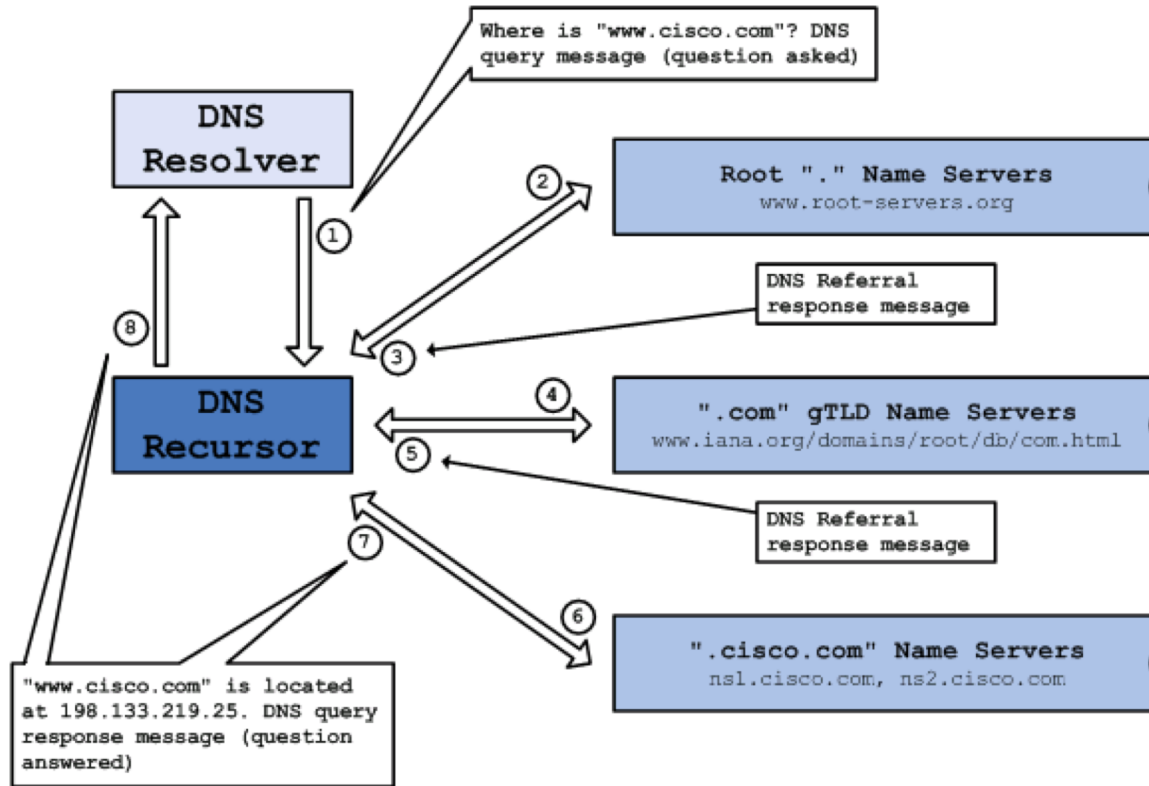 Where is "www.cisco.com"? DNS
query message (question asked)
DNS
Resolver
1
2
Root "." Name Servers
www.root-servers.org
DNS Referral
response message
8
3
DNS
Recursor
4
".com" gTLD Name Servers
www.iana.org/domains/root/db/com.html
5
DNS Referral
response message
7
6
".cisco.com" Name Servers
ns1.cisco.com, ns2.cisco.com
"www.cisco.com" is located
at 198.133.219.25. DNS query
response message (question
answered)